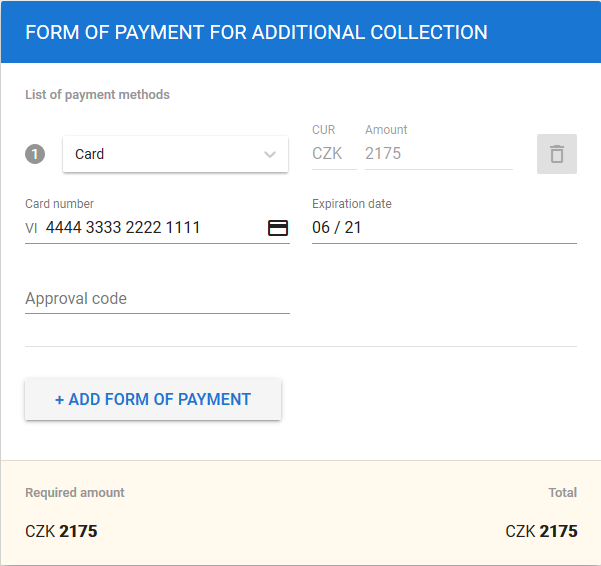 FORM OF PAYMENT FOR ADDITIONAL COLLECTION
List of payment methods
1 Card CUR CZK Amount 2175
Card number
VI 4444 3333 2222 1111
Expiration date
06 / 21
Approval code
+ ADD FORM OF PAYMENT
Required amount
CZK 2175
Total
CZK 2175